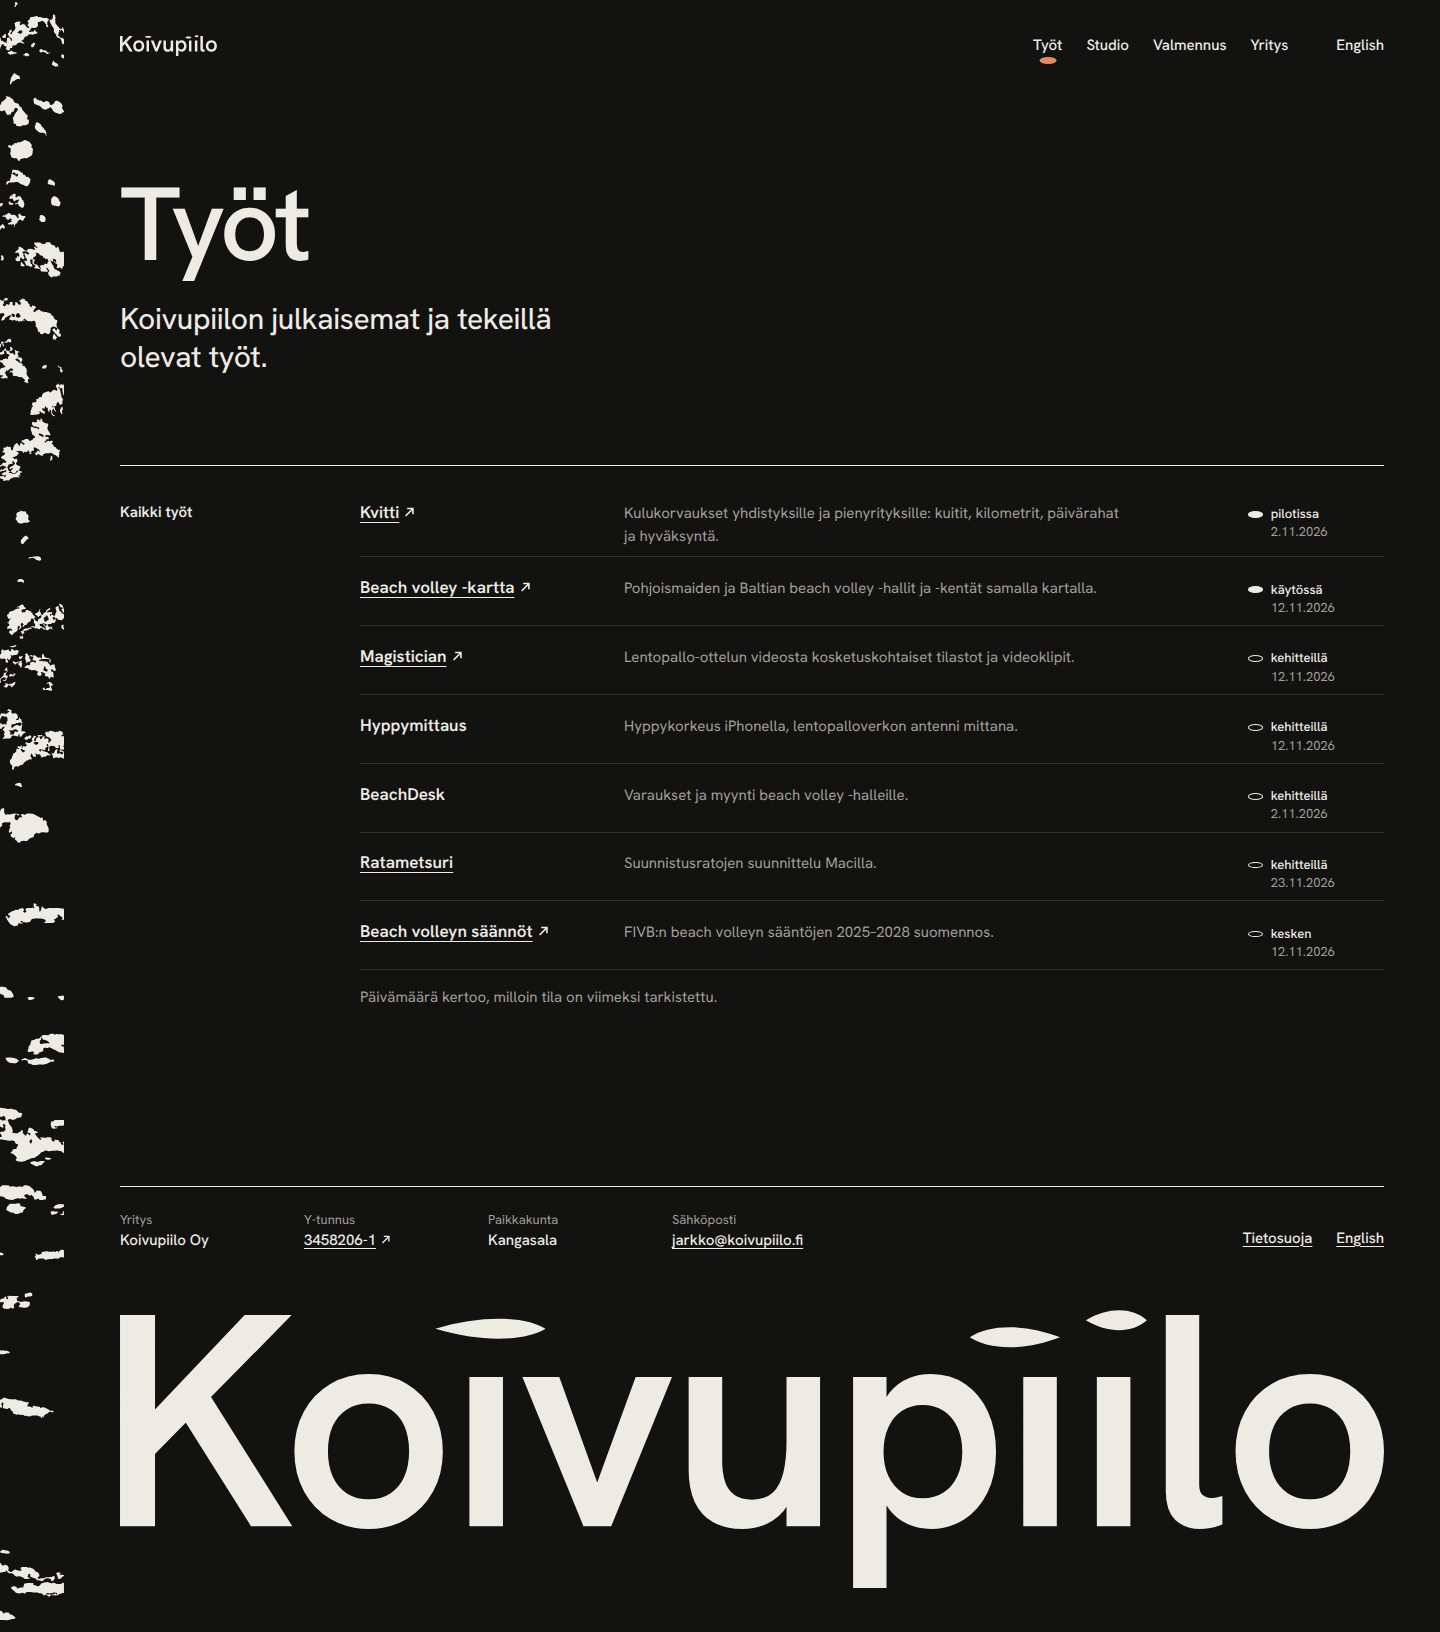 Koivupiilo
Työt Studio Valmennus Yritys English
Työt
Koivupiilon julkaisemat ja tekeillä
olevat työt.
Kaikki työt
Kvitti ↗ Kulukorvaukset yhdistyksille ja pienyrityksille: kuitit, kilometrit, päivärahat pilotissa
ja hyväksyntä. 2.11.2026
Beach volley -kartta ↗ Pohjoismaiden ja Baltian beach volley -hallit ja -kentät samalla kartalla. käytössä
12.11.2026
Magistician ↗ Lentopallo-ottelun videosta kosketuskohtaiset tilastot ja videoklipit. kehitteillä
12.11.2026
Hyppymittaus Hyppykorkeus iPhonella, lentopalloverkon antenni mittana. kehitteillä
12.11.2026
BeachDesk Varaukset ja myynti beach volley -halleille. kehitteillä
2.11.2026
Ratametsuri Suunnistusratojen suunnittelu Macilla. kehitteillä
23.11.2026
Beach volleyn säännöt ↗ FIVB:n beach volleyn sääntöjen 2025–2028 suomennos. kesken
12.11.2026
Päivämäärä kertoo, milloin tila on viimeksi tarkistettu.
Yritys Y-tunnus Paikkakunta Sähköposti
Koivupiilo Oy 3458206-1 ↗ Kangasala jarkko@koivupiilo.fi Tietosuoja English
Koivupiilo